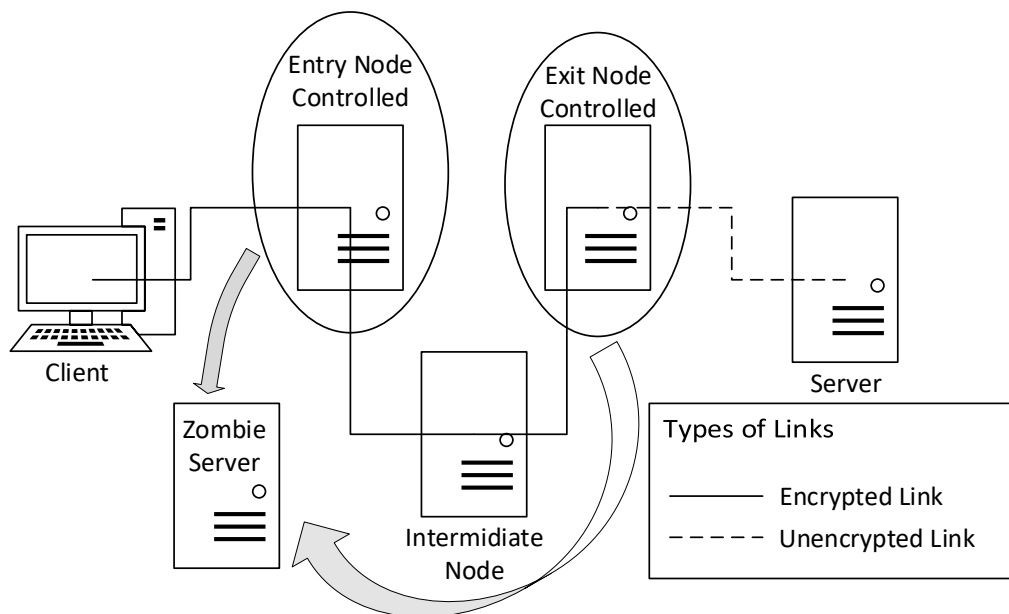 Entry Node
Controlled
Exit Node
Controlled
Client
Server
Zombie
Server
Intermidiate
Node
Types of Links
Encrypted Link
Unencrypted Link